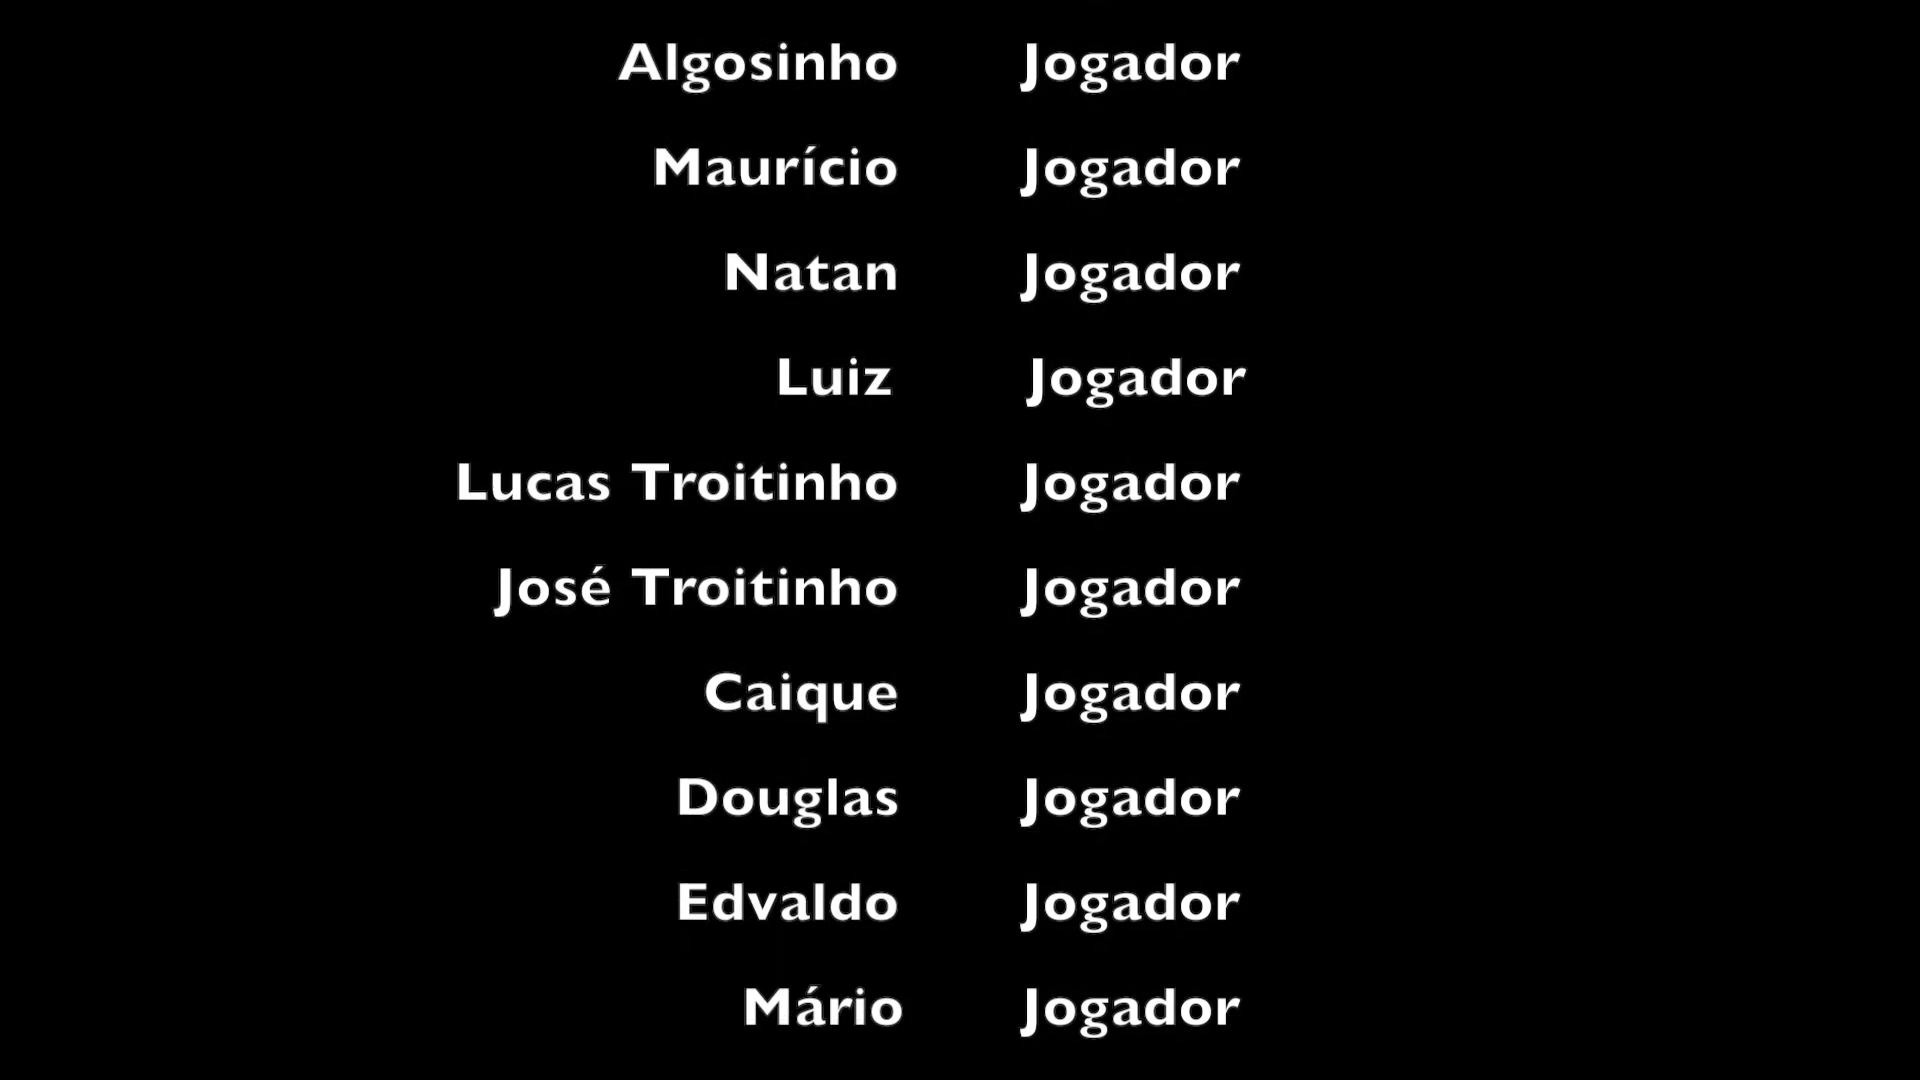 Algosinho Jogador
Maurício Jogador
Natan Jogador
Luiz Jogador
Lucas Troitinho Jogador
José Troitinho Jogador
Caique Jogador
Douglas Jogador
Edvaldo Jogador
Mário Jogador